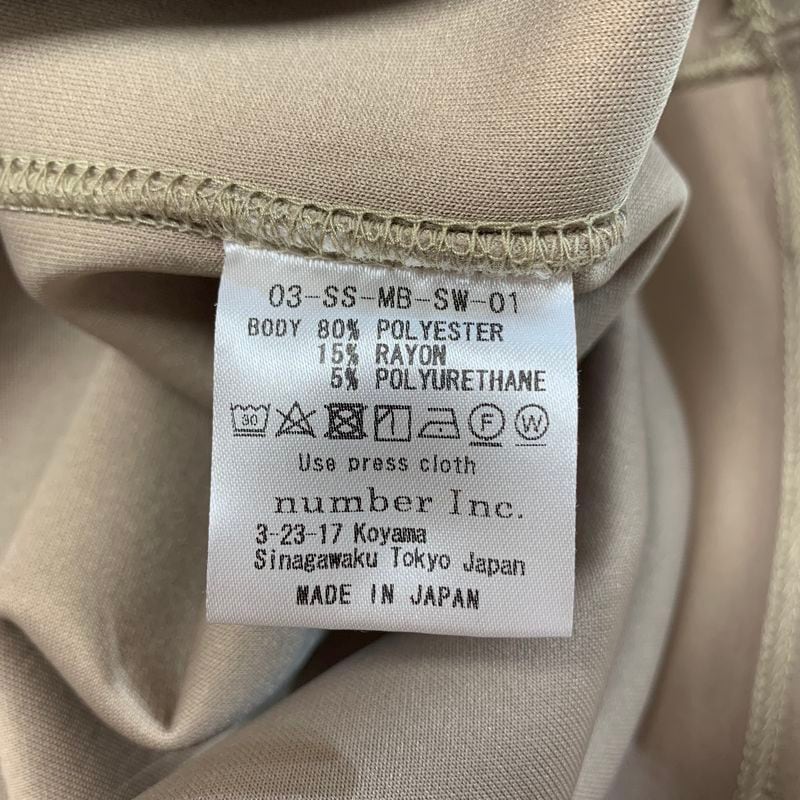 03-SS-MB-SW-01
BODY 80% POLYESTER
15% RAYON
5% POLYURETHANE
30 F W
Use press cloth
number Inc.
3-23-17 Koyama
Sinagawaku Tokyo Japan
MADE IN JAPAN